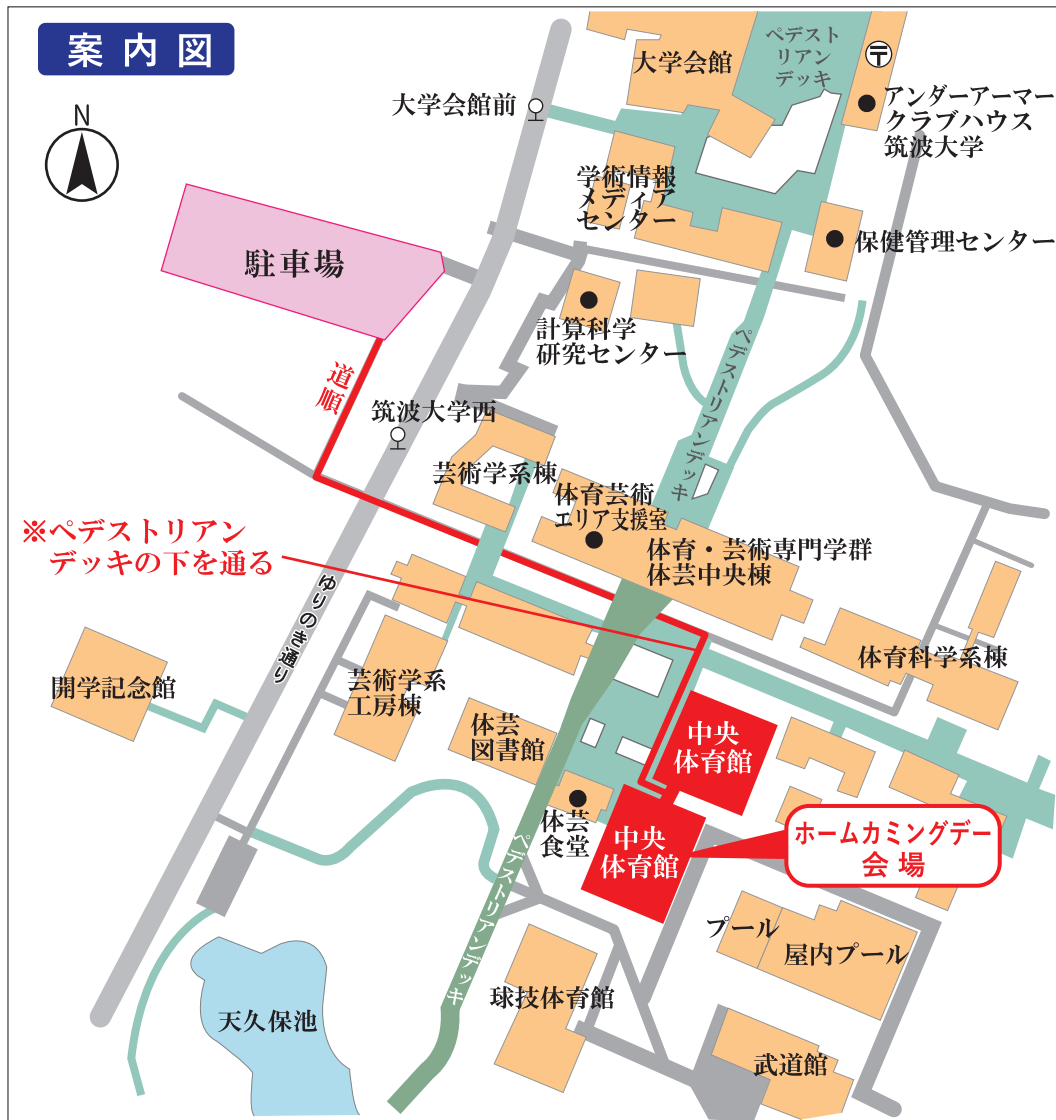 案内図
N
大学会館
ペデスト
リアン
デッキ
〒
大学会館前
アンダーアーマー
クラブハウス
筑波大学
学術情報
メディア
センター
保健管理センター
駐車場
計算科学
研究センター
ペデストリアンデッキ
道順
筑波大学西
芸術学系棟
体育芸術
エリア支援室
体育・芸術専門学群
体芸中央棟
※ペデストリアン
デッキの下を通る
ゆりのき通り
体育科学系棟
開学記念館
芸術学系
工房棟
体芸
図書館
中央
体育館
体芸
食堂
中央
体育館
ホームカミングデー
会場
ペデストリアンデッキ
プール
屋内プール
球技体育館
天久保池
武道館